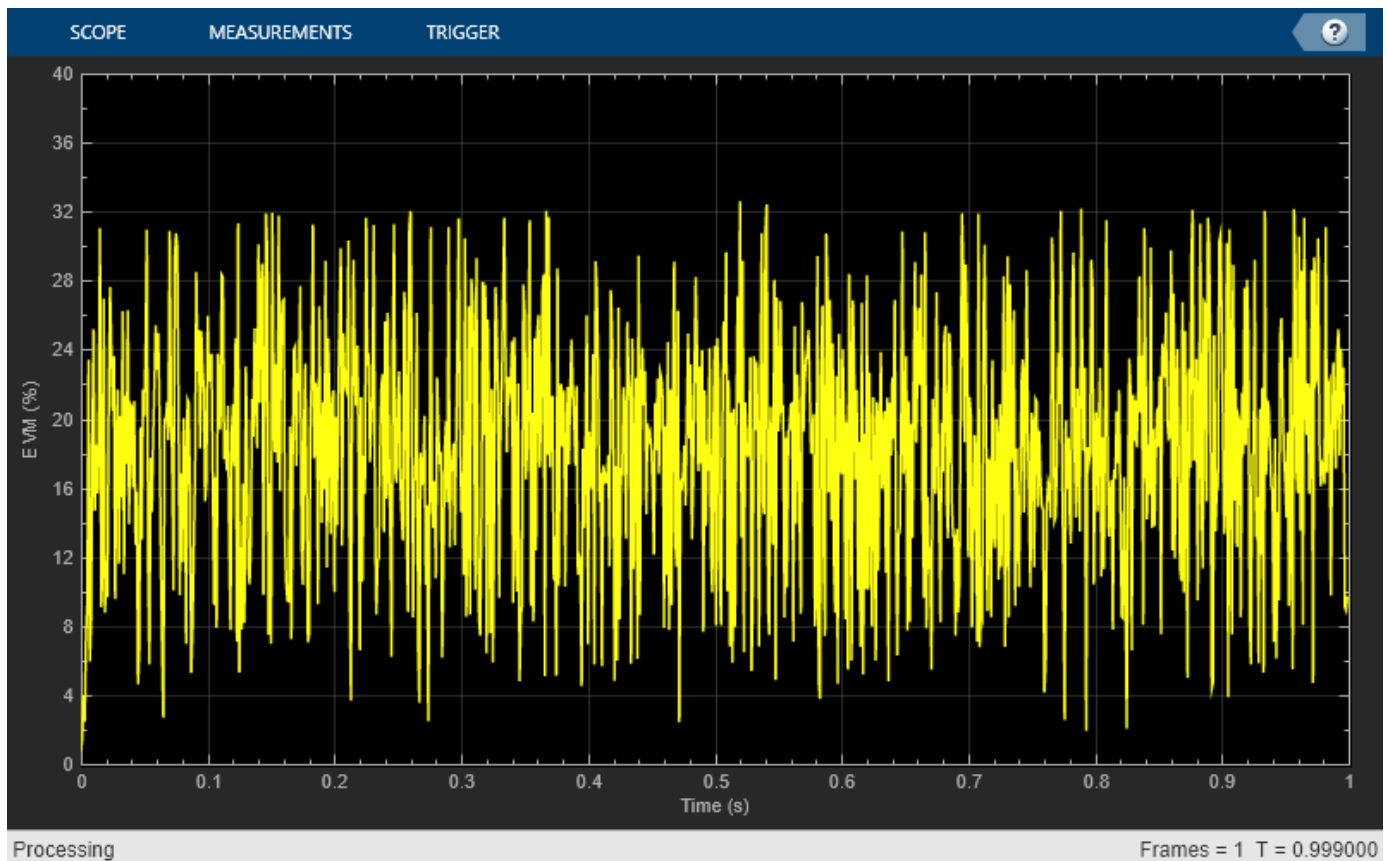 SCOPE MEASUREMENTS TRIGGER ?
40
36
32
28
24
20
16
12
8
4
0
EVM (%)
0 0.1 0.2 0.3 0.4 0.5 0.6 0.7 0.8 0.9 1
Time (s)
Processing Frames = 1 T = 0.999000